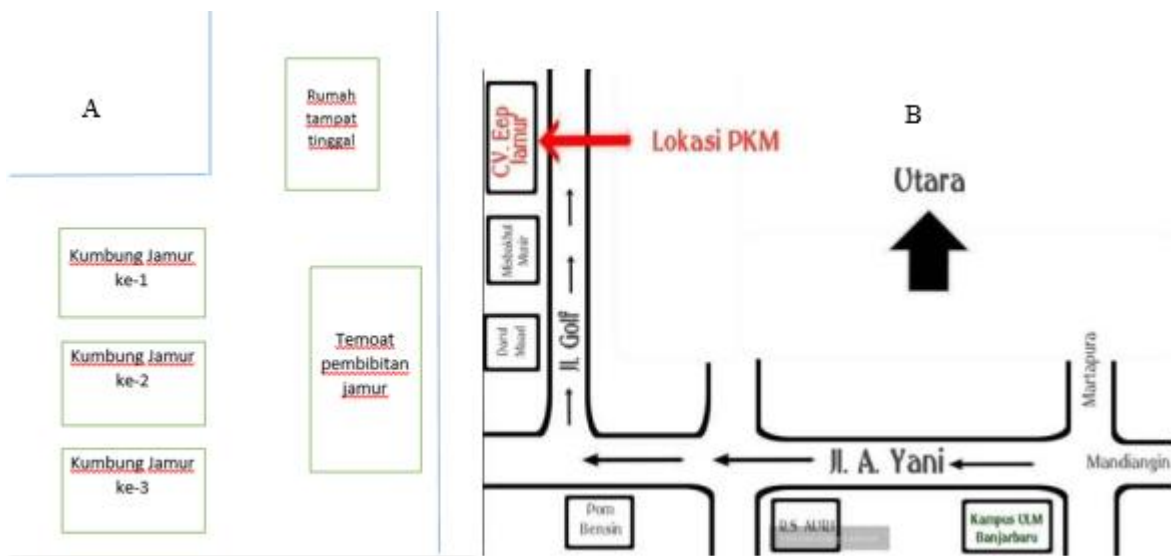 A
Rumah
tampat
tinggal
Kumbung Jamur
ke-1
Kumbung Jamur
ke-2
Kumbung Jamur
ke-3
Temoat
pembibitan
jamur
B
CV. Eep
Jamur
Lokasi PKM
Utara
Misbakhul
Munir
Darul
Jl. Golf
Martapura
Jl. A. Yani
Mandiangin
Pom
Bensin
R.S. AURI
Kampus ULM
Banjarbaru